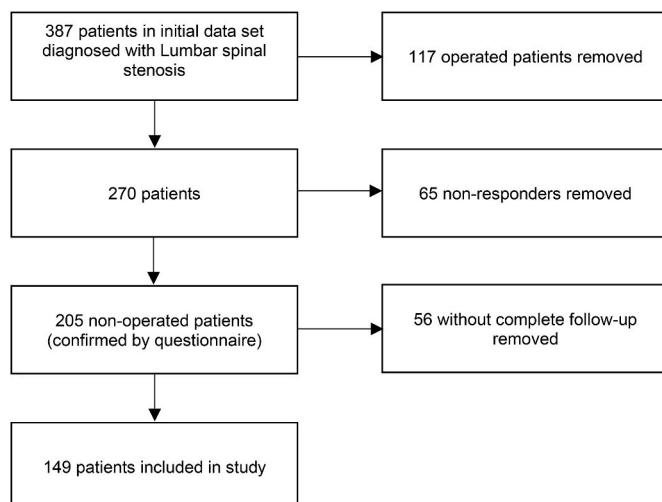 387 patients in initial data set
diagnosed with Lumbar spinal
stenosis
117 operated patients removed
270 patients
65 non-responders removed
205 non-operated patients
(confirmed by questionnaire)
56 without complete follow-up
removed
149 patients included in study